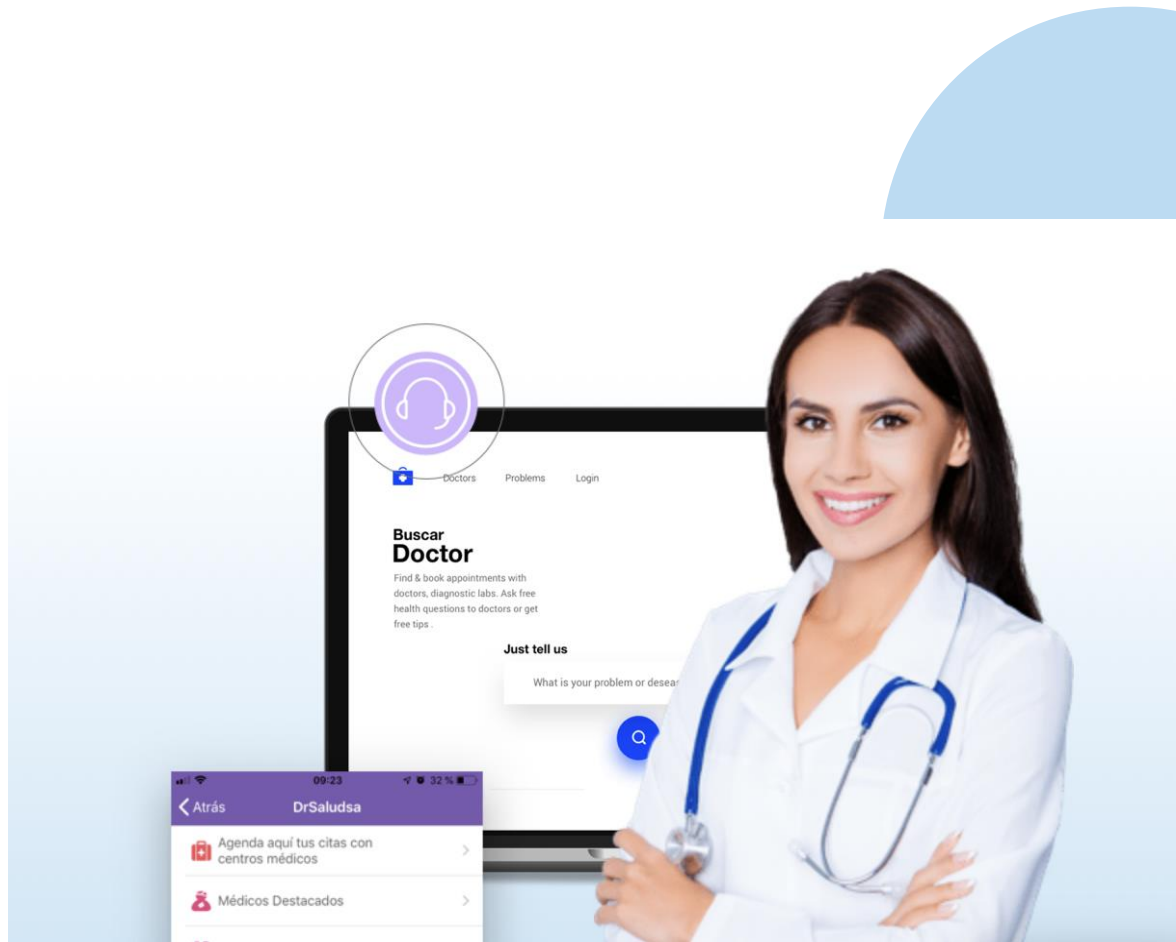 Doctors Problems Login
Buscar
Doctor
Find & book appointments with
doctors, diagnostic labs. Ask free
health questions to doctors or get
free tips .
Just tell us
What is your problem or deseas
09:23 32 %
Atrás DrSaludsa
Agenda aquí tus citas con
centros médicos
Médicos Destacados